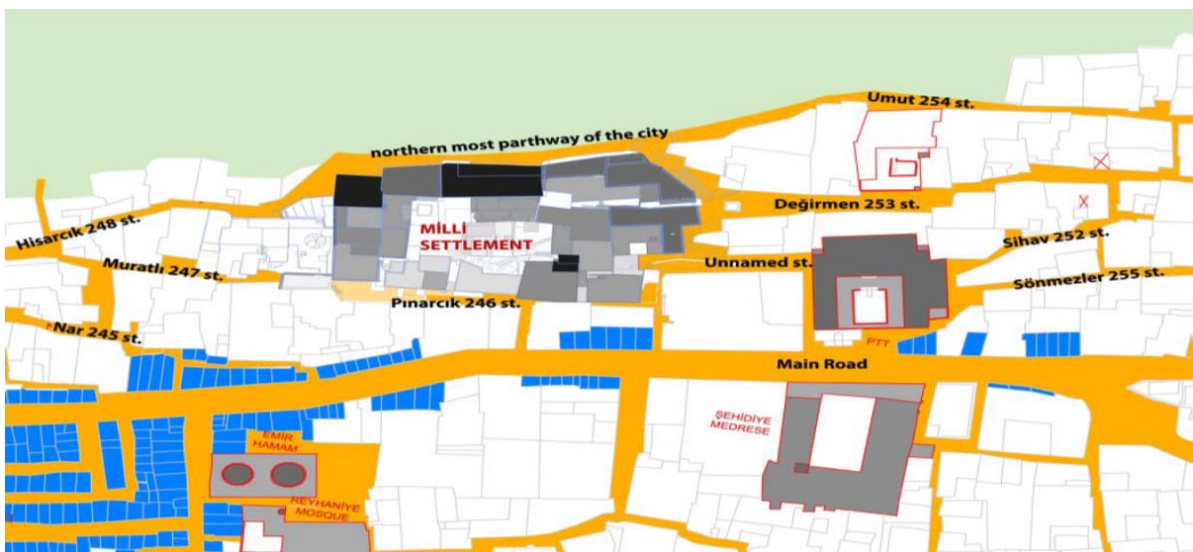 Umut 254 st.
northern most parthway of the city
Değirmen 253 st.
Hisarcık 248 st.
MİLLİ
SETTLEMENT
Sihav 252 st.
Muratlı 247 st.
Unnamed st.
Sönmezler 255 st.
Pınarcık 246 st.
Nar 245 st.
PTT
Main Road
ŞEHİDİYE
MEDRESE
EMİR
HAMAM
REYHANİYE
MOSQUE